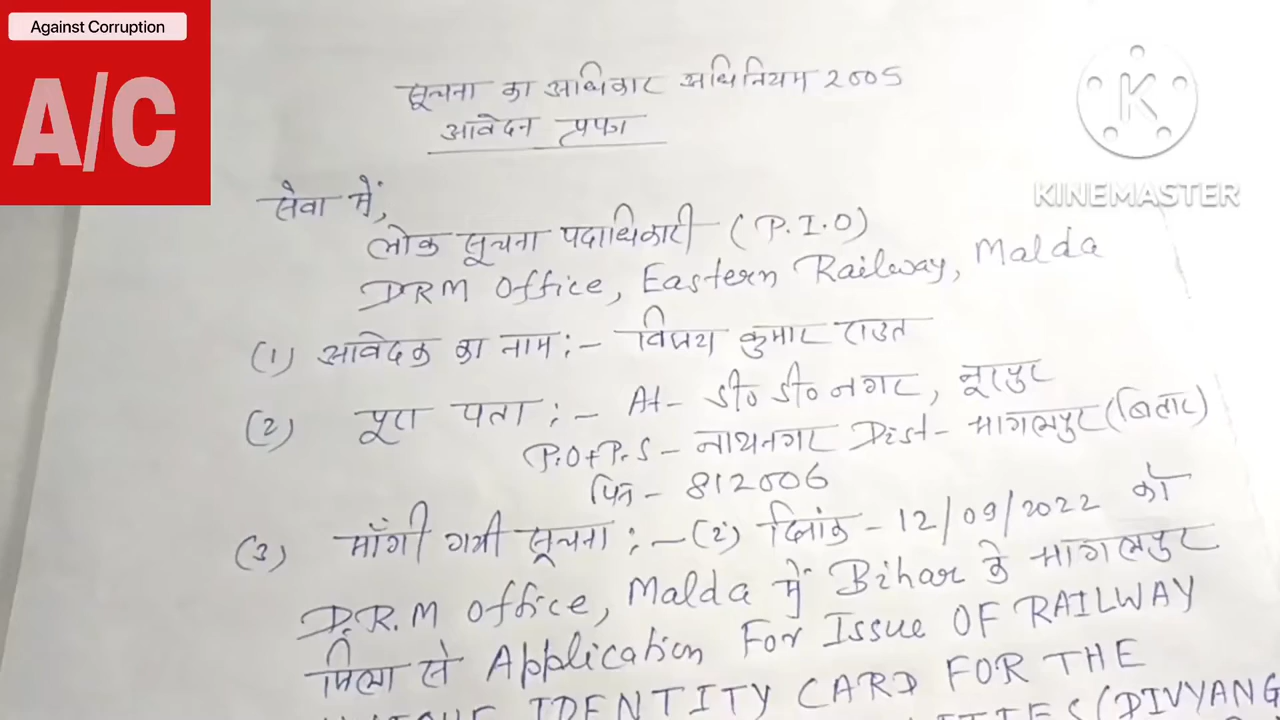 Against Corruption
A/C
K
KINEMASTER
सूचना का अधिकार अधिनियम 2005
आवेदन प्रपत्र
सेवा में,
लोक सूचना पदाधिकारी (P.I.O)
DRM Office, Eastern Railway, Malda
(1) आवेदक का नाम :- विजय कुमार राउत
(2) पूरा पता :- At- सी० टी० नगर, नूरपुर
P.O+P.S - नाथनगर Dist- भागलपुर (बिहार)
पिन - 812006
(3) माँगी गयी सूचना :- (i) दिनांक - 12/09/2022 को
D.R.M office, Malda में Bihar के भागलपुर
जिला से Application For Issue OF RAILWAY
IDENTITY CARD FOR THE
(DIVYANG